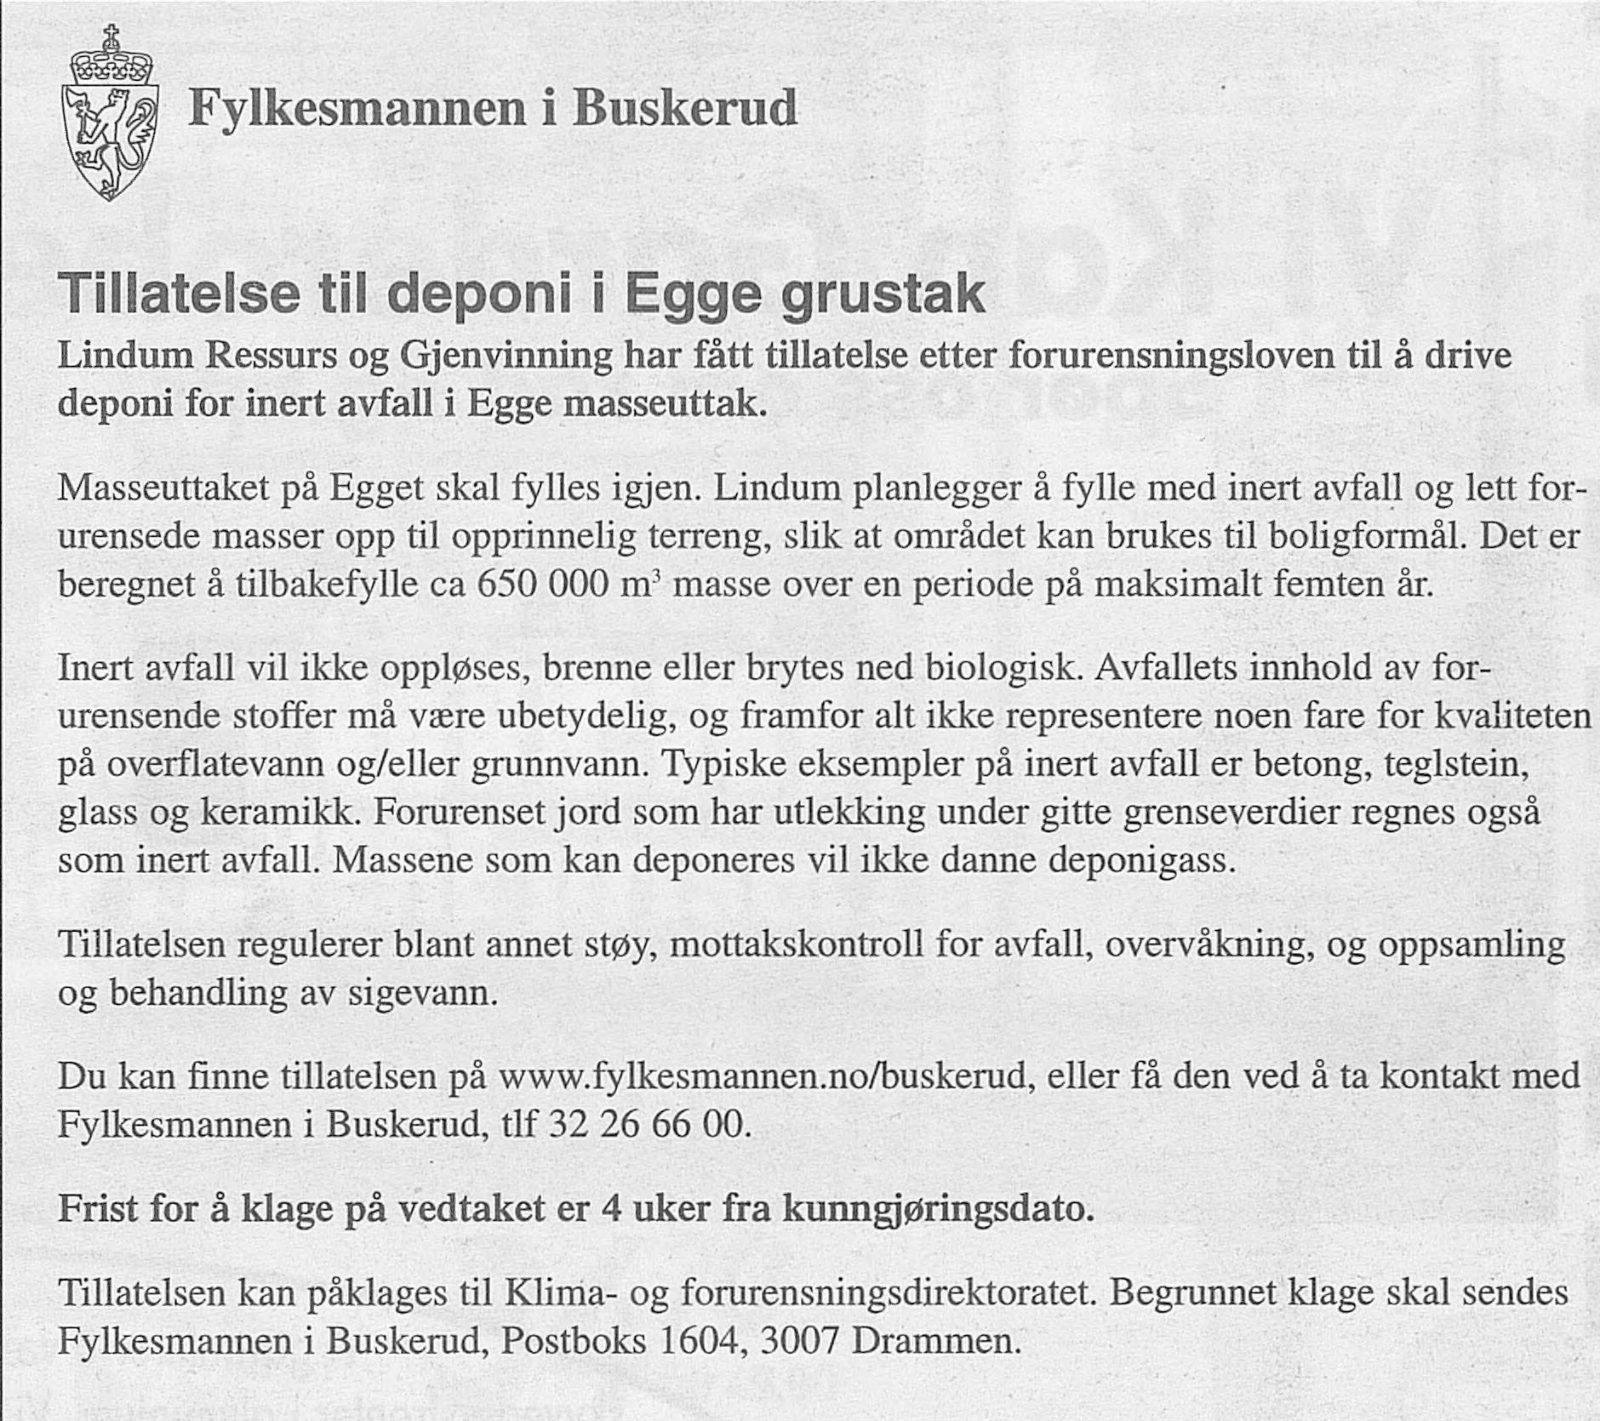 Fylkesmannen i Buskerud
Tillatelse til deponi i Egge grustak
Lindum Ressurs og Gjenvinning har fått tillatelse etter forurensningsloven til å drive
deponi for inert avfall i Egge masseuttak.
Masseuttaket på Egget skal fylles igjen. Lindum planlegger å fylle med inert avfall og lett for-
urensede masser opp til opprinnelig terreng, slik at området kan brukes til boligformål. Det er
beregnet å tilbakefylle ca 650 000 m³ masse over en periode på maksimalt femten år.
Inert avfall vil ikke oppløses, brenne eller brytes ned biologisk. Avfallets innhold av for-
urensende stoffer må være ubetydelig, og framfor alt ikke representere noen fare for kvaliteten
på overflatevann og/eller grunnvann. Typiske eksempler på inert avfall er betong, teglstein,
glass og keramikk. Forurenset jord som har utlekking under gitte grenseverdier regnes også
som inert avfall. Massene som kan deponeres vil ikke danne deponigass.
Tillatelsen regulerer blant annet støy, mottakskontroll for avfall, overvåkning, og oppsamling
og behandling av sigevann.
Du kan finne tillatelsen på www.fylkesmannen.no/buskerud, eller få den ved å ta kontakt med
Fylkesmannen i Buskerud, tlf 32 26 66 00.
Frist for å klage på vedtaket er 4 uker fra kunngjøringsdato.
Tillatelsen kan påklages til Klima- og forurensningsdirektoratet. Begrunnet klage skal sendes
Fylkesmannen i Buskerud, Postboks 1604, 3007 Drammen.